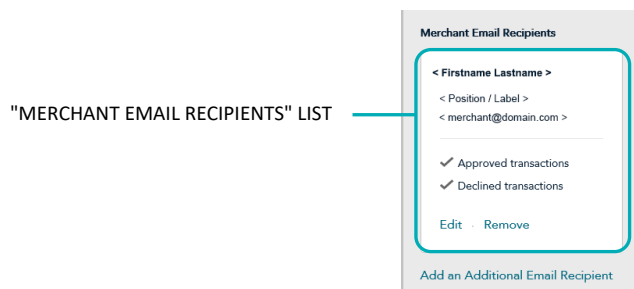 Merchant Email Recipients
< Firstname Lastname >
< Position / Label >
< merchant@domain.com >
"MERCHANT EMAIL RECIPIENTS" LIST
Approved transactions
Declined transactions
Edit · Remove
Add an Additional Email Recipient